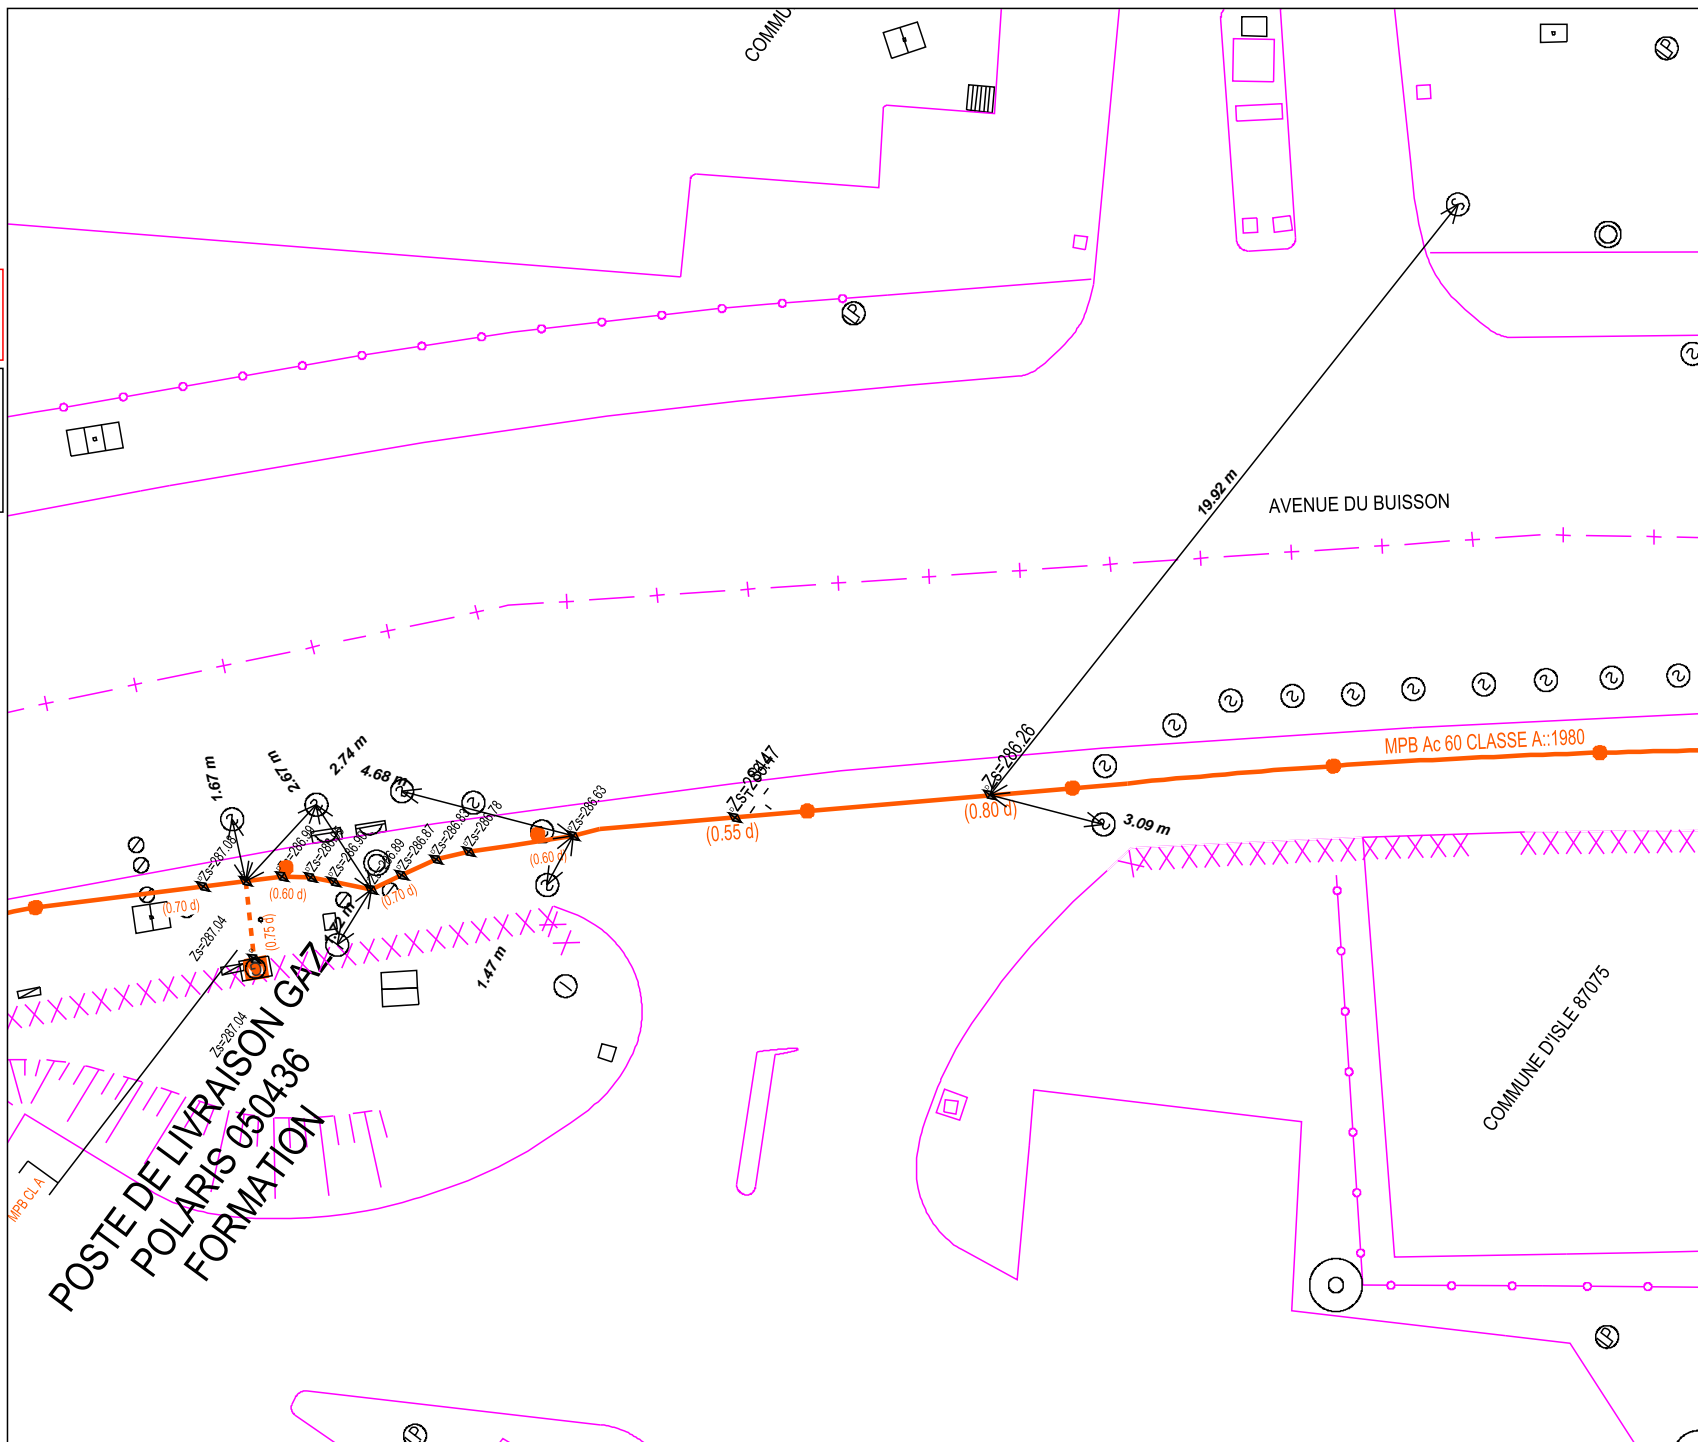 COMMU
AVENUE DU BUISSON
19.92 m
MPB Ac 60 CLASSE A::1980
Zs=286.26
(0.80 d)
3.09 m
(0.55 d)
1.67 m
2.67 m
2.74 m
4.68 m
Zs=286.63
Zs=286.78
Zs=286.87
(0.60 d)
(0.70 d)
(0.60 d)
(0.70 d)
(0.75 d)
Zs=287.04
1.47 m
Zs=287.04
POSTE DE LIVRAISON GAZ
POLARIS 050436
FORMATION
MPB CL A
COMMUNE D'ISLE 87075